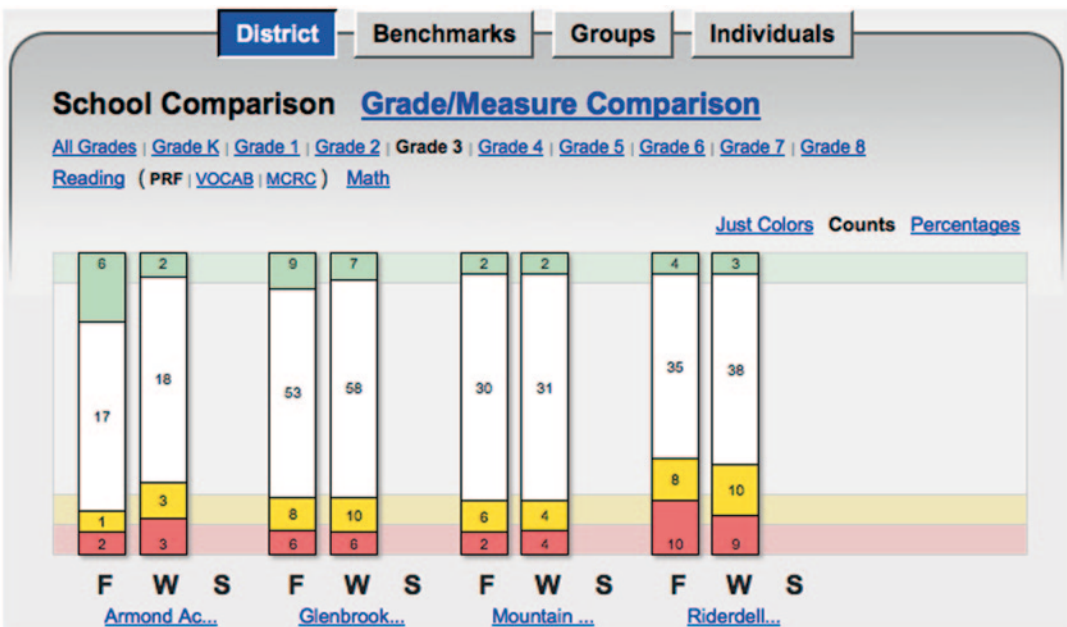 District Benchmarks Groups Individuals
School Comparison Grade/Measure Comparison
All Grades | Grade K | Grade 1 | Grade 2 | Grade 3 | Grade 4 | Grade 5 | Grade 6 | Grade 7 | Grade 8
Reading ( PRF | VOCAB | MCRC ) Math
Just Colors Counts Percentages
6 2 9 7 2 2 4 3
17 18 53 58 30 31 35 38
1 3 8 10 6 4 8 10
2 3 6 6 2 4 10 9
F W S F W S F W S F W S
Armond Ac... Glenbrook... Mountain ... Riderdell...